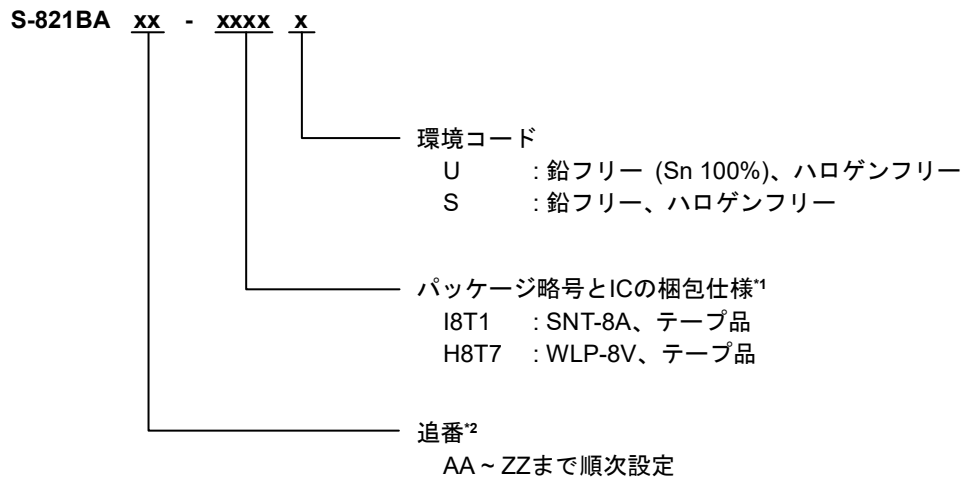 S-821BA xx - xxxx x
環境コード
U : 鉛フリー (Sn 100%)、ハロゲンフリー
S : 鉛フリー、ハロゲンフリー
パッケージ略号とICの梱包仕様*1
I8T1 : SNT-8A、テープ品
H8T7 : WLP-8V、テープ品
追番*2
AA ~ ZZまで順次設定